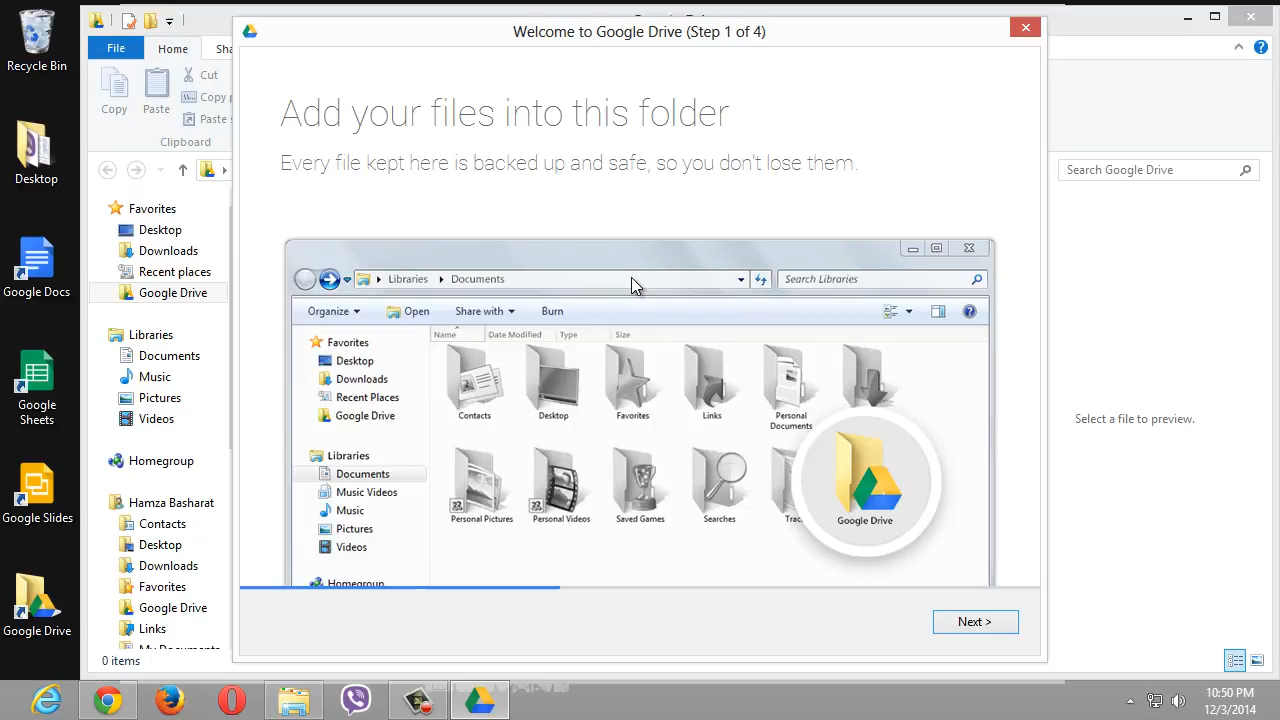 Recycle Bin
Desktop
Google Docs
Google
Sheets
Google Slides
Google Drive
File
Home
Sha
Copy
Paste
Cut
Copy p
Paste s
Clipboard
Search Google Drive
Favorites
Desktop
Downloads
Recent places
Google Drive
Libraries
Documents
Music
Pictures
Videos
Homegroup
Hamza Basharat
Contacts
Desktop
Downloads
Favorites
Google Drive
Links
My Documents
0 items
Select a file to preview.
Welcome to Google Drive (Step 1 of 4)
Add your files into this folder
Every file kept here is backed up and safe, so you don't lose them.
Libraries
Documents
Search Libraries
Organize
Open
Share with
Burn
Favorites
Desktop
Downloads
Recent Places
Google Drive
Libraries
Documents
Music Videos
Music
Pictures
Videos
Homegroup
Name
Date Modified
Type
Size
Contacts
Desktop
Favorites
Links
Personal
Documents
Personal Pictures
Personal Videos
Saved Games
Searches
Trac
Google Drive
Next >
10:50 PM
12/3/2014